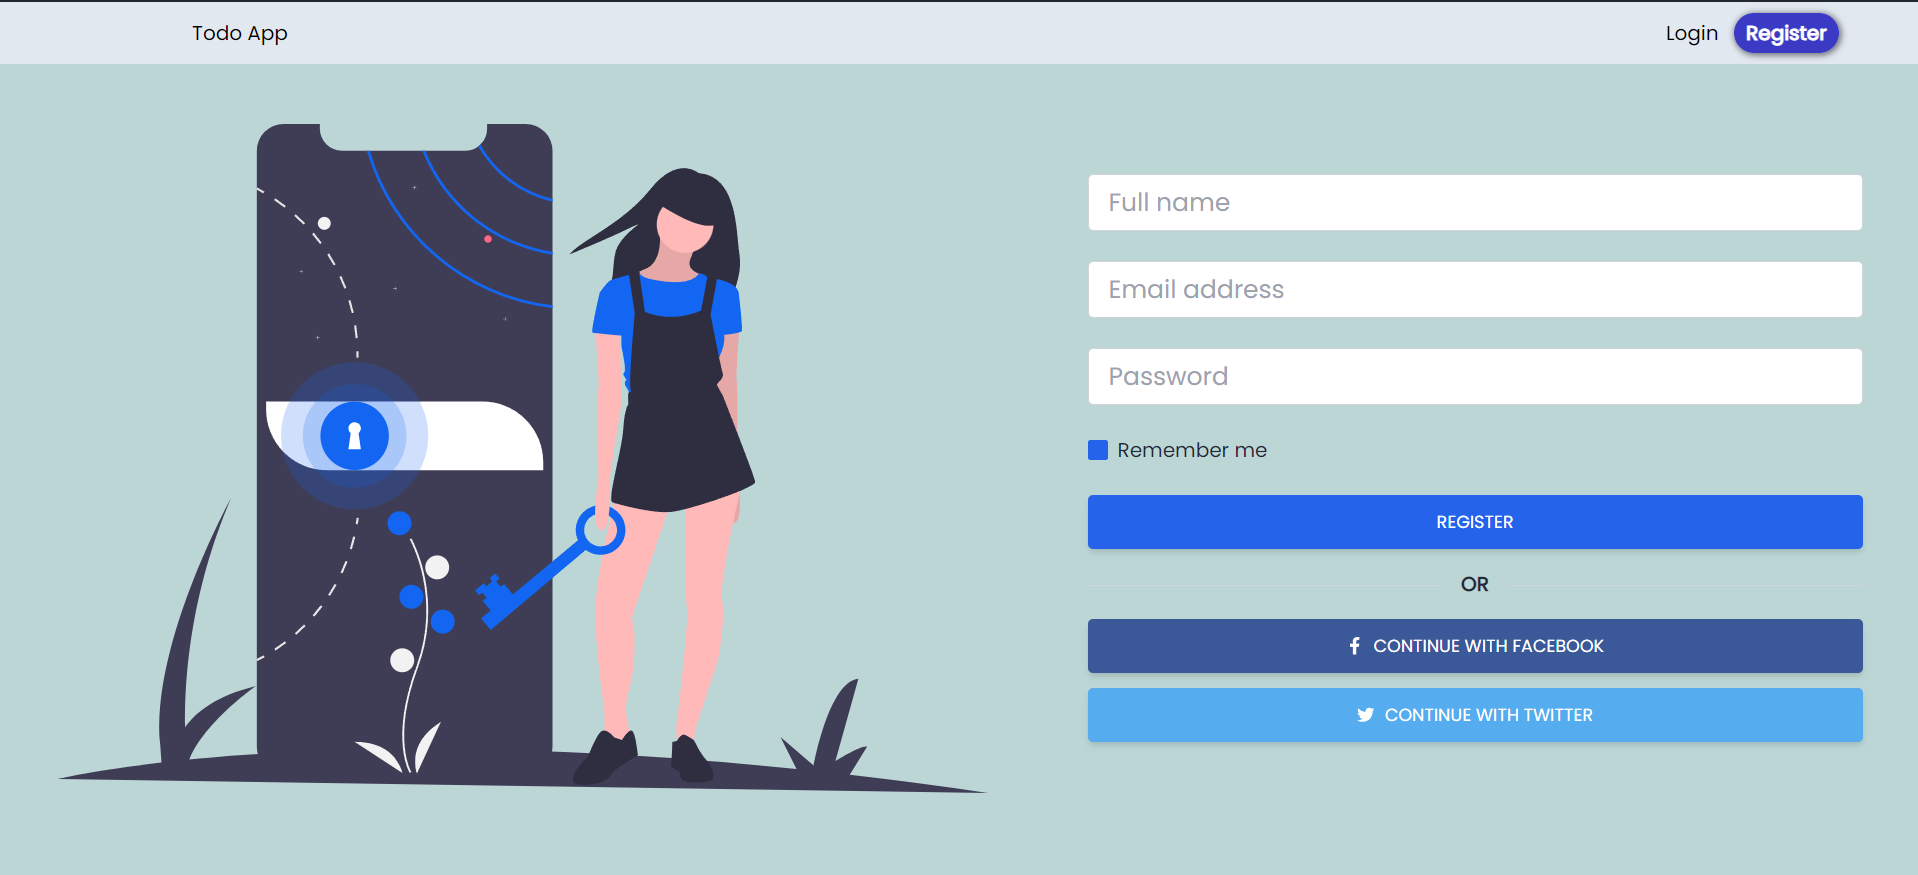 Todo App
Login Register
Full name
Email address
Password
Remember me
REGISTER
OR
CONTINUE WITH FACEBOOK
CONTINUE WITH TWITTER